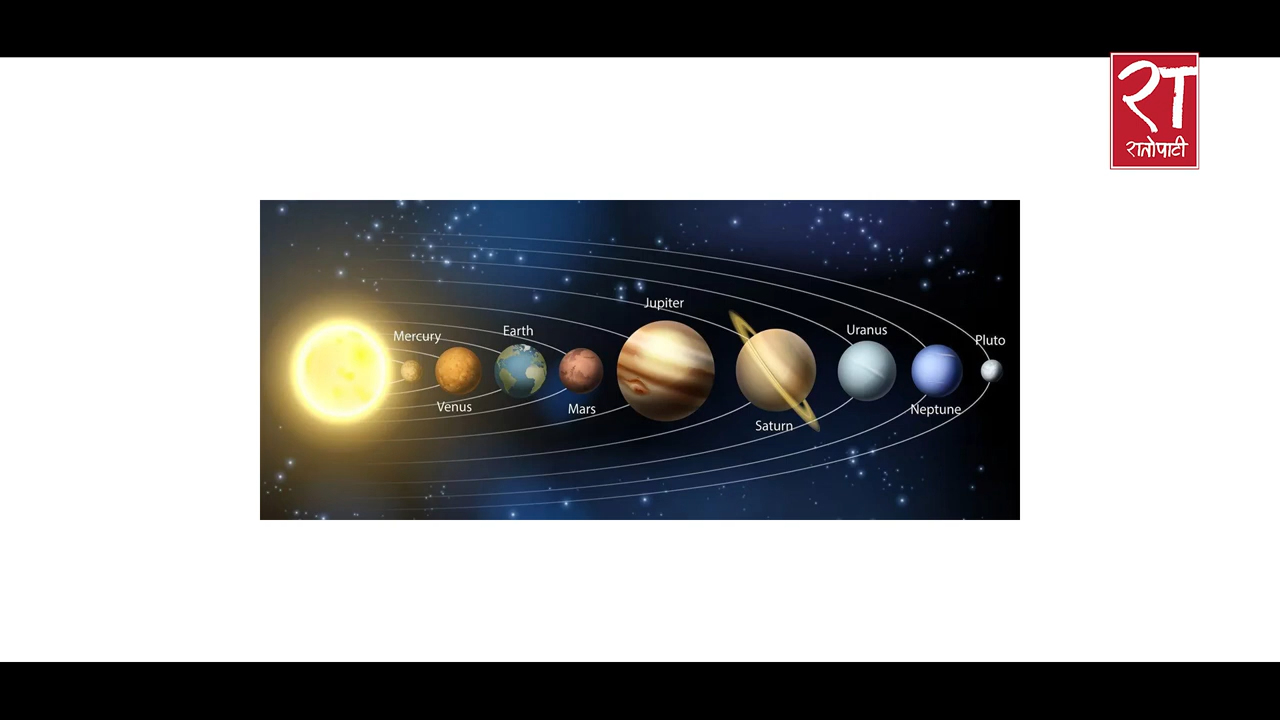 रा
रातोपाटी
Jupiter
Mercury
Earth
Uranus
Pluto
Venus
Mars
Saturn
Neptune